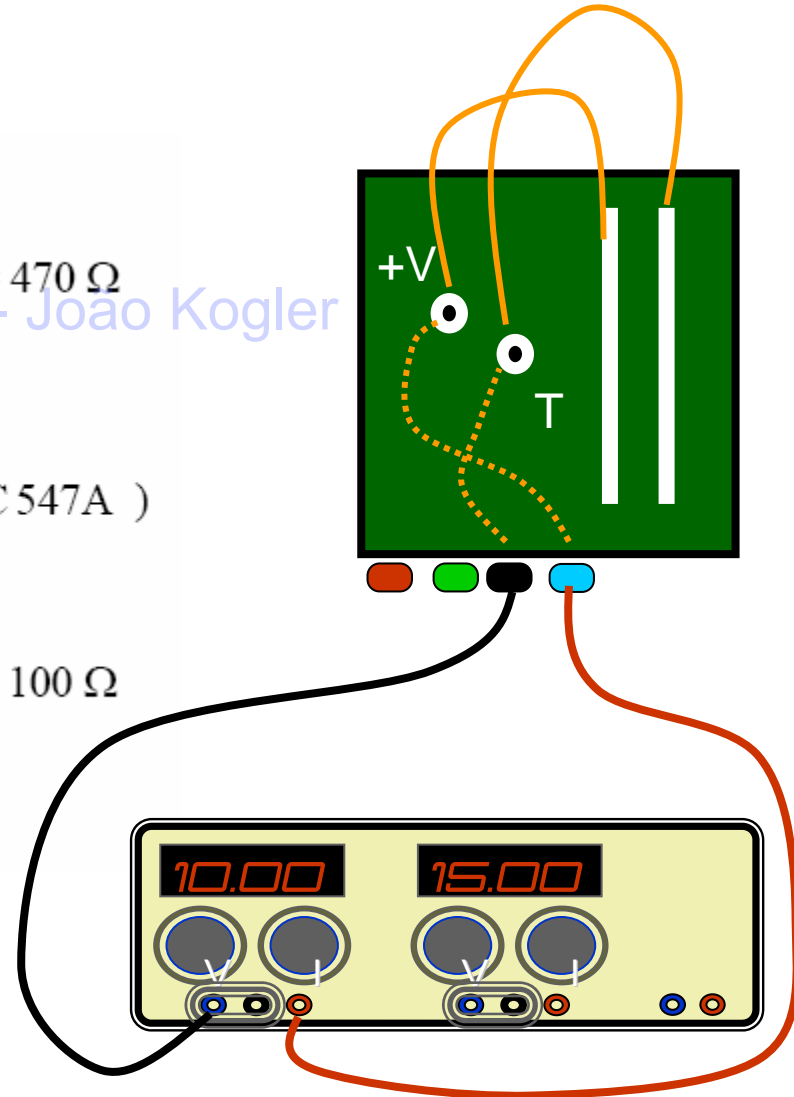 470 Ω
- João Kogler
+V
T
547A )
100 Ω
10.00
15.00
V
I
V
I